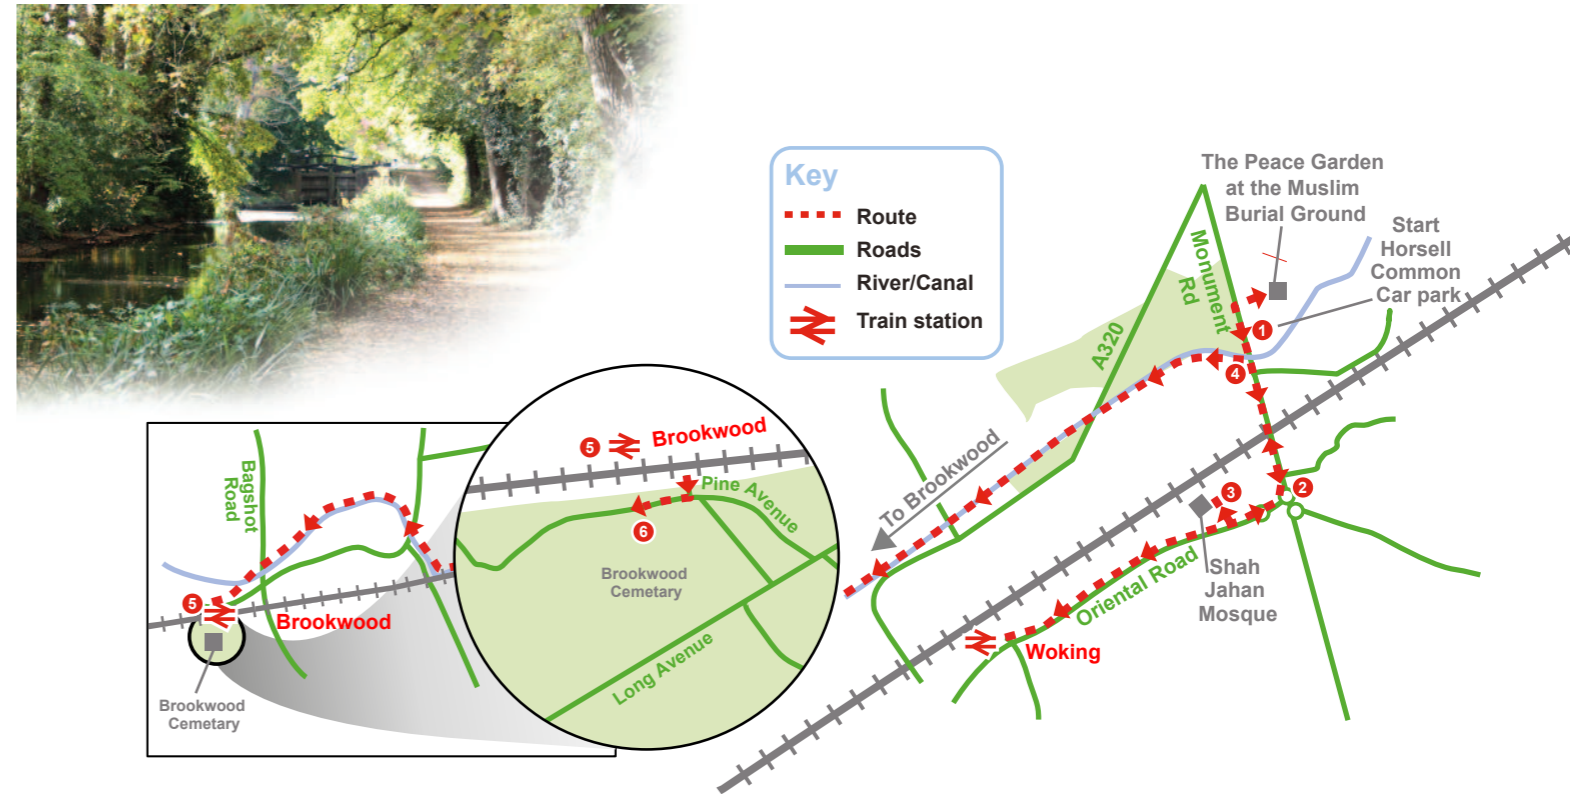 Key
Route
Roads
River/Canal
Train station
The Peace Garden
at the Muslim
Burial Ground
Start
Horsell
Common
Car park
Monument
Rd
A320
1
4
2
3
To Brookwood
Shah
Jahan
Mosque
Oriental Road
Woking
Bagshot
Road
5
Brookwood
Brookwood
Cemetary
5
Brookwood
Pine Avenue
6
Brookwood
Cemetary
Long Avenue